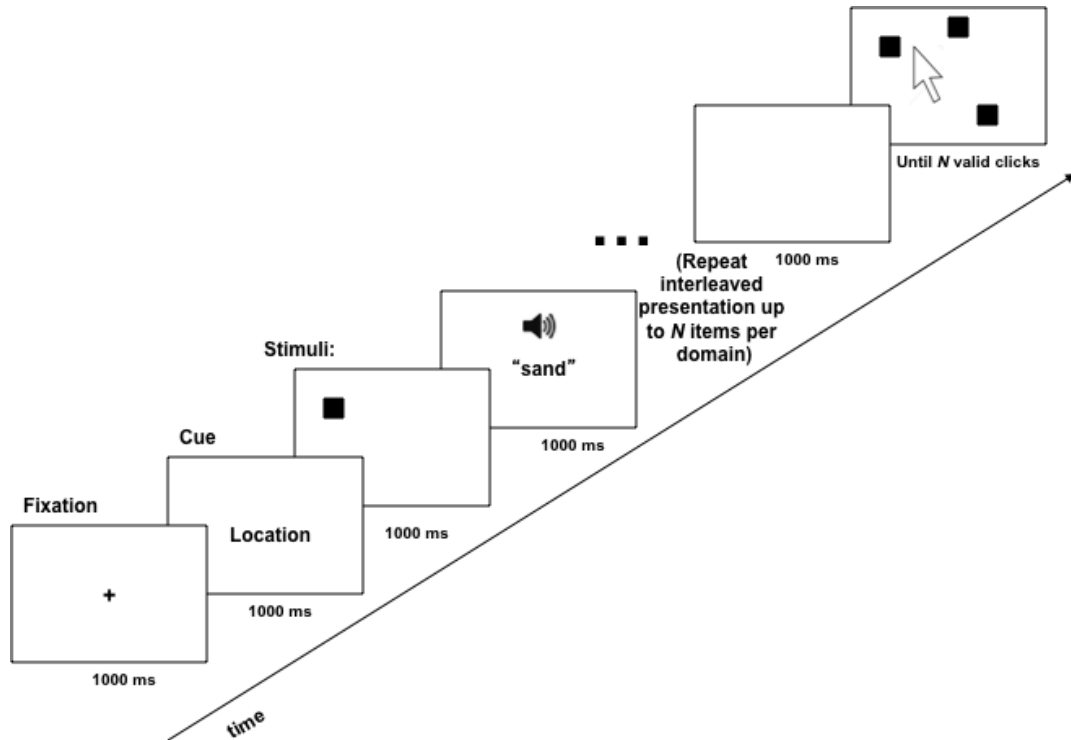 Fixation
+
1000 ms
Cue
Location
1000 ms
Stimuli:
1000 ms
“sand”
1000 ms
...
(Repeat
interleaved
presentation up
to N items per
domain)
1000 ms
Until N valid clicks
time